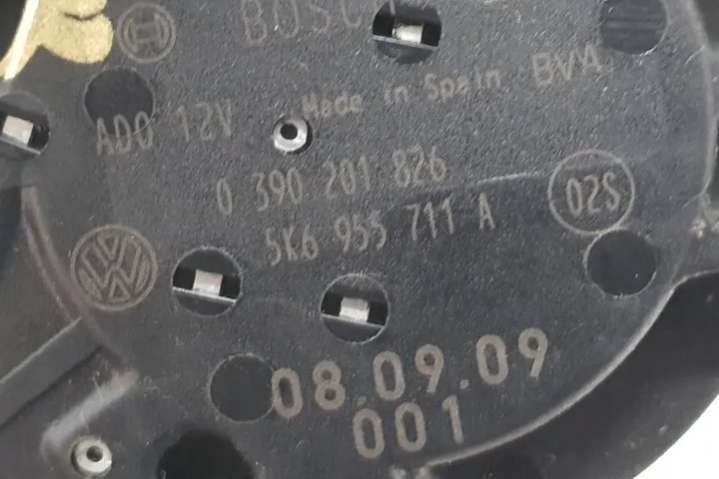 BOSCH
Made in Spain BVA
ADO 12V
0 390 201 826
5K6 955 711 A
02S
08.09.09
001